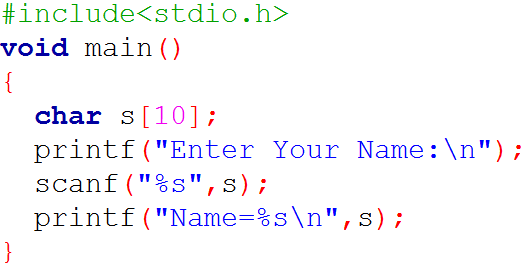 #include<stdio.h>
void main()
{
  char s[10];
  printf("Enter Your Name:\n");
  scanf("%s",s);
  printf("Name=%s\n",s);
}